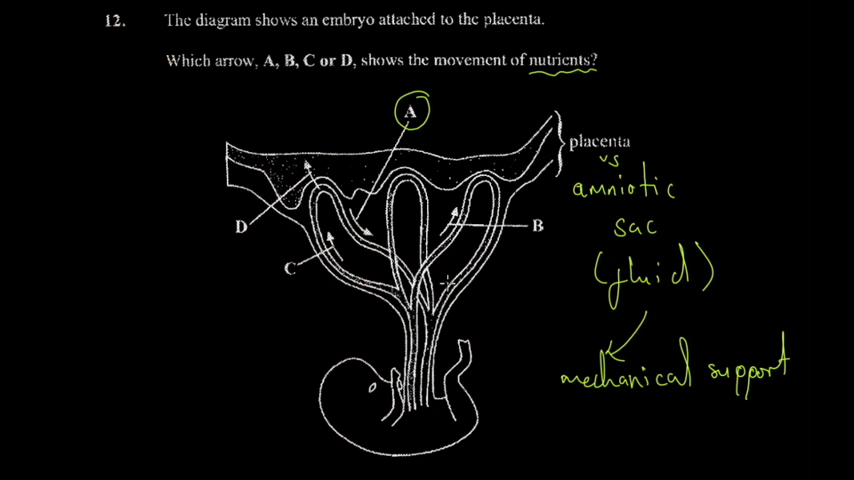 12. The diagram shows an embryo attached to the placenta.
Which arrow, A, B, C or D, shows the movement of nutrients?
A
placenta
vs
amniotic
sac
(fluid)
D
B
C
mechanical support